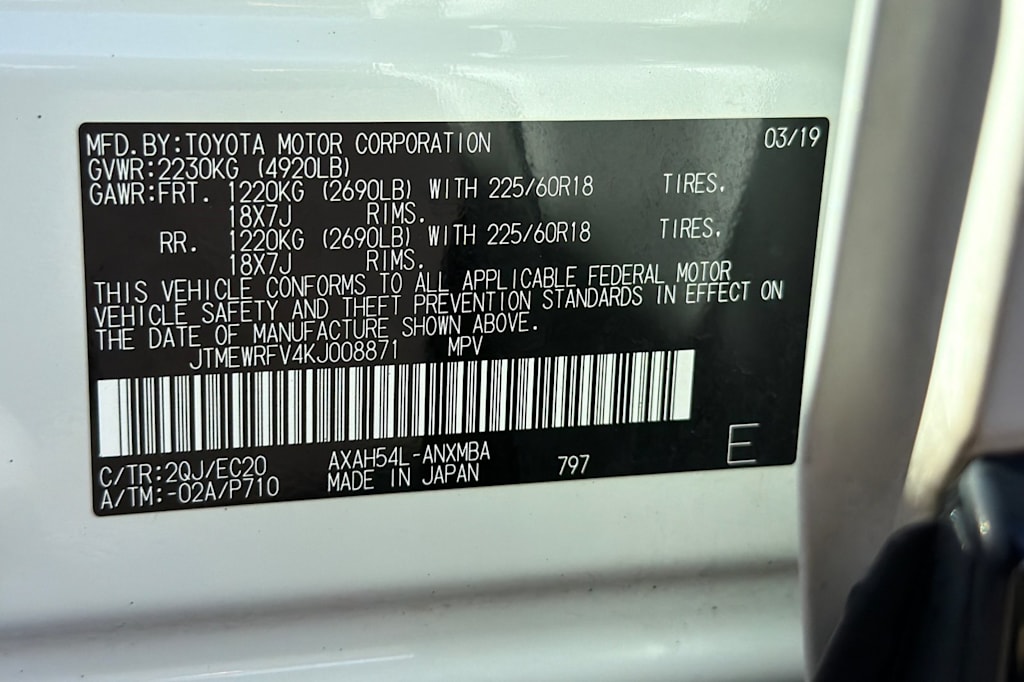 MFD.BY:TOYOTA MOTOR CORPORATION 03/19
GVWR:2230KG (4920LB)
GAWR:FRT. 1220KG (2690LB) WITH 225/60R18 TIRES,
18X7J RIMS.
RR. 1220KG (2690LB) WITH 225/60R18 TIRES,
18X7J RIMS.
THIS VEHICLE CONFORMS TO ALL APPLICABLE FEDERAL MOTOR
VEHICLE SAFETY AND THEFT PREVENTION STANDARDS IN EFFECT ON
THE DATE OF MANUFACTURE SHOWN ABOVE.
JTMEWRFV4KJ008871 MPV
C/TR:2QJ/EC20 AXAH54L-ANXMBA 797 E
A/TM:-02A/P710 MADE IN JAPAN